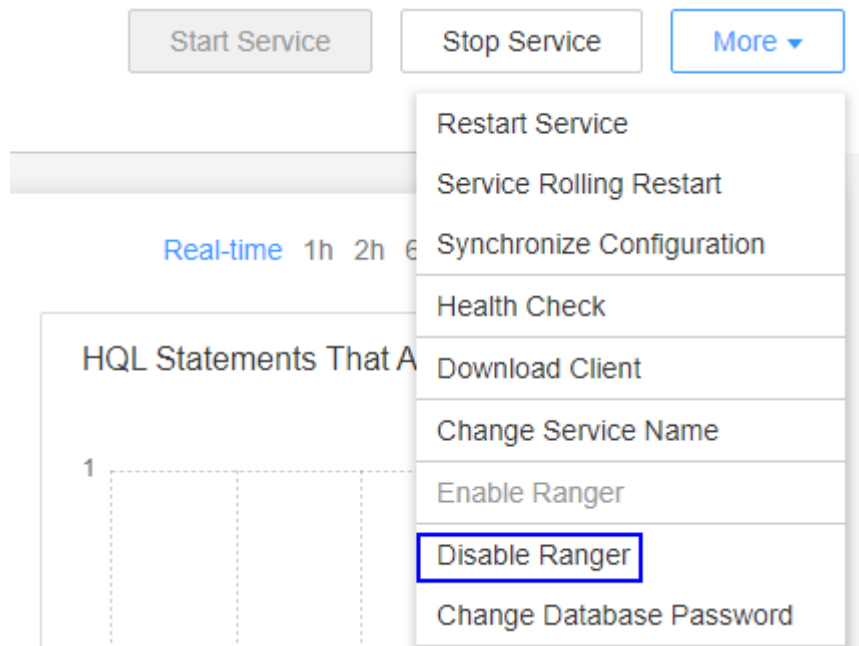 Start Service
Stop Service
More
Restart Service
Service Rolling Restart
Synchronize Configuration
Health Check
Download Client
Change Service Name
Enable Ranger
Disable Ranger
Change Database Password
Real-time 1h 2h 6
HQL Statements That A
1